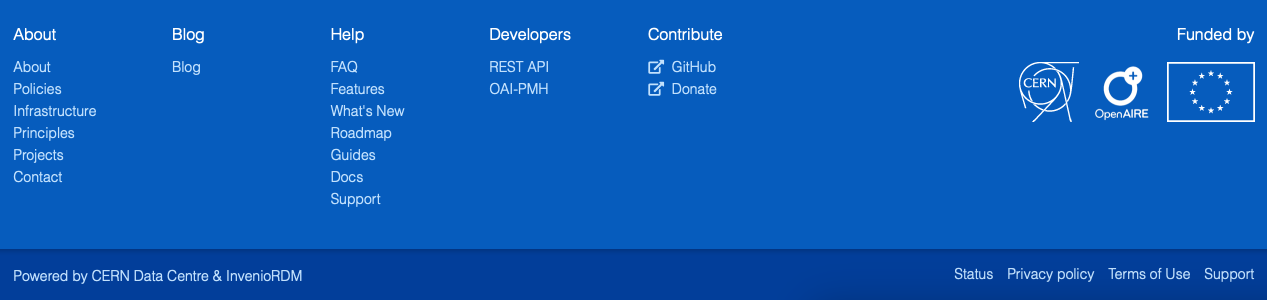 About
About
Policies
Infrastructure
Principles
Projects
Contact
Blog
Blog
Help
FAQ
Features
What's New
Roadmap
Guides
Docs
Support
Developers
REST API
OAI-PMH
Contribute
GitHub
Donate
Funded by
CERN
OpenAIRE
Powered by CERN Data Centre & InvenioRDM
Status Privacy policy Terms of Use Support